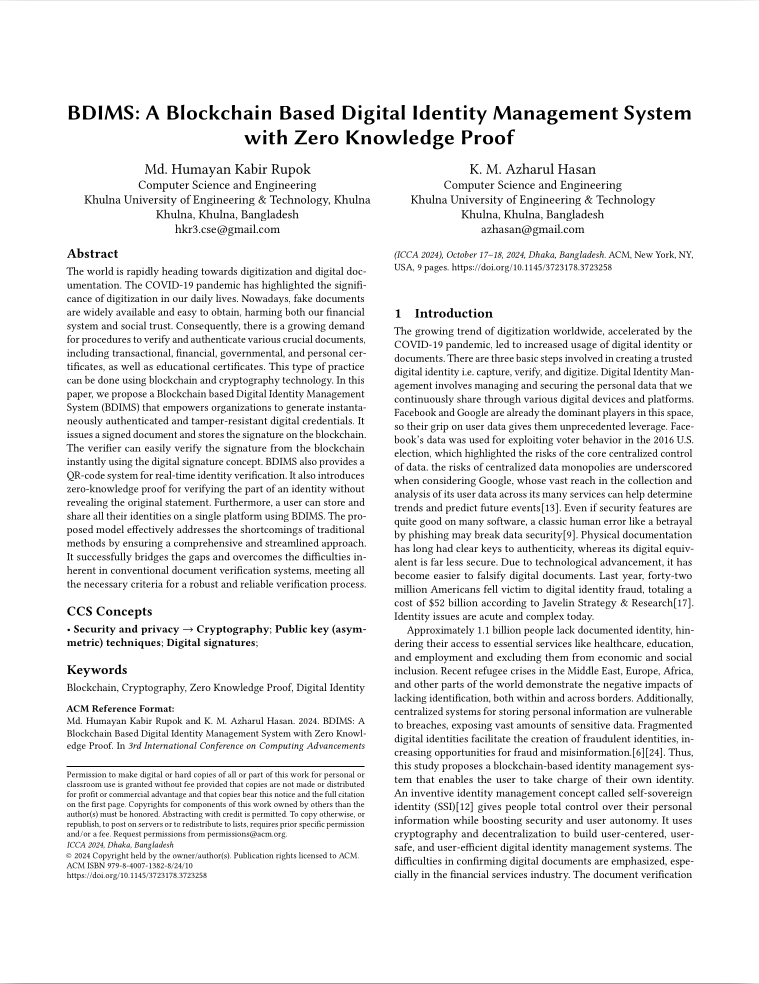 BDIMS: A Blockchain Based Digital Identity Management System
with Zero Knowledge Proof
Md. Humayan Kabir Rupok
Computer Science and Engineering
Khulna University of Engineering & Technology, Khulna
Khulna, Khulna, Bangladesh
hkr3.cse@gmail.com
K. M. Azharul Hasan
Computer Science and Engineering
Khulna University of Engineering & Technology
Khulna, Khulna, Bangladesh
azhasan@gmail.com
Abstract
The world is rapidly heading towards digitization and digital doc-
umentation. The COVID-19 pandemic has highlighted the signifi-
cance of digitization in our daily lives. Nowadays, fake documents
are widely available and easy to obtain, harming both our financial
system and social trust. Consequently, there is a growing demand
for procedures to verify and authenticate various crucial documents,
including transactional, financial, governmental, and personal cer-
tificates, as well as educational certificates. This type of practice
can be done using blockchain and cryptography technology. In this
paper, we propose a Blockchain based Digital Identity Management
System (BDIMS) that empowers organizations to generate instanta-
neously authenticated and tamper-resistant digital credentials. It
issues a signed document and stores the signature on the blockchain.
The verifier can easily verify the signature from the blockchain
instantly using the digital signature concept. BDIMS also provides a
QR-code system for real-time identity verification. It also introduces
zero-knowledge proof for verifying the part of an identity without
revealing the original statement. Furthermore, a user can store and
share all their identities on a single platform using BDIMS. The pro-
posed model effectively addresses the shortcomings of traditional
methods by ensuring a comprehensive and streamlined approach.
It successfully bridges the gaps and overcomes the difficulties in-
herent in conventional document verification systems, meeting all
the necessary criteria for a robust and reliable verification process.
CCS Concepts
• Security and privacy → Cryptography; Public key (asym-
metric) techniques; Digital signatures;
Keywords
Blockchain, Cryptography, Zero Knowledge Proof, Digital Identity
ACM Reference Format:
Md. Humayan Kabir Rupok and K. M. Azharul Hasan. 2024. BDIMS: A
Blockchain Based Digital Identity Management System with Zero Knowl-
edge Proof. In 3rd International Conference on Computing Advancements
Permission to make digital or hard copies of all or part of this work for personal or
classroom use is granted without fee provided that copies are not made or distributed
for profit or commercial advantage and that copies bear this notice and the full citation
on the first page. Copyrights for components of this work owned by others than the
author(s) must be honored. Abstracting with credit is permitted. To copy otherwise, or
republish, to post on servers or to redistribute to lists, requires prior specific permission
and/or a fee. Request permissions from permissions@acm.org.
ICCA 2024, Dhaka, Bangladesh
© 2024 Copyright held by the owner/author(s). Publication rights licensed to ACM.
ACM ISBN 979-8-4007-1382-8/24/10
https://doi.org/10.1145/3723178.3723258
(ICCA 2024), October 17–18, 2024, Dhaka, Bangladesh. ACM, New York, NY,
USA, 9 pages. https://doi.org/10.1145/3723178.3723258
1 Introduction
The growing trend of digitization worldwide, accelerated by the
COVID-19 pandemic, led to increased usage of digital identity or
documents. There are three basic steps involved in creating a trusted
digital identity i.e. capture, verify, and digitize. Digital Identity Man-
agement involves managing and securing the personal data that we
continuously share through various digital devices and platforms.
Facebook and Google are already the dominant players in this space,
so their grip on user data gives them unprecedented leverage. Face-
book's data was used for exploiting voter behavior in the 2016 U.S.
election, which highlighted the risks of the core centralized control
of data. the risks of centralized data monopolies are underscored
when considering Google, whose vast reach in the collection and
analysis of its user data across its many services can help determine
trends and predict future events[13]. Even if security features are
quite good on many software, a classic human error like a betrayal
by phishing may break data security[9]. Physical documentation
has long had clear keys to authenticity, whereas its digital equiv-
alent is far less secure. Due to technological advancement, it has
become easier to falsify digital documents. Last year, forty-two
million Americans fell victim to digital identity fraud, totaling a
cost of $52 billion according to Javelin Strategy & Research[17].
Identity issues are acute and complex today.
Approximately 1.1 billion people lack documented identity, hin-
dering their access to essential services like healthcare, education,
and employment and excluding them from economic and social
inclusion. Recent refugee crises in the Middle East, Europe, Africa,
and other parts of the world demonstrate the negative impacts of
lacking identification, both within and across borders. Additionally,
centralized systems for storing personal information are vulnerable
to breaches, exposing vast amounts of sensitive data. Fragmented
digital identities facilitate the creation of fraudulent identities, in-
creasing opportunities for fraud and misinformation.[6][24]. Thus,
this study proposes a blockchain-based identity management sys-
tem that enables the user to take charge of their own identity.
An inventive identity management concept called self-sovereign
identity (SSI)[12] gives people total control over their personal
information while boosting security and user autonomy. It uses
cryptography and decentralization to build user-centered, user-
safe, and user-efficient digital identity management systems. The
difficulties in confirming digital documents are emphasized, espe-
cially in the financial services industry. The document verification